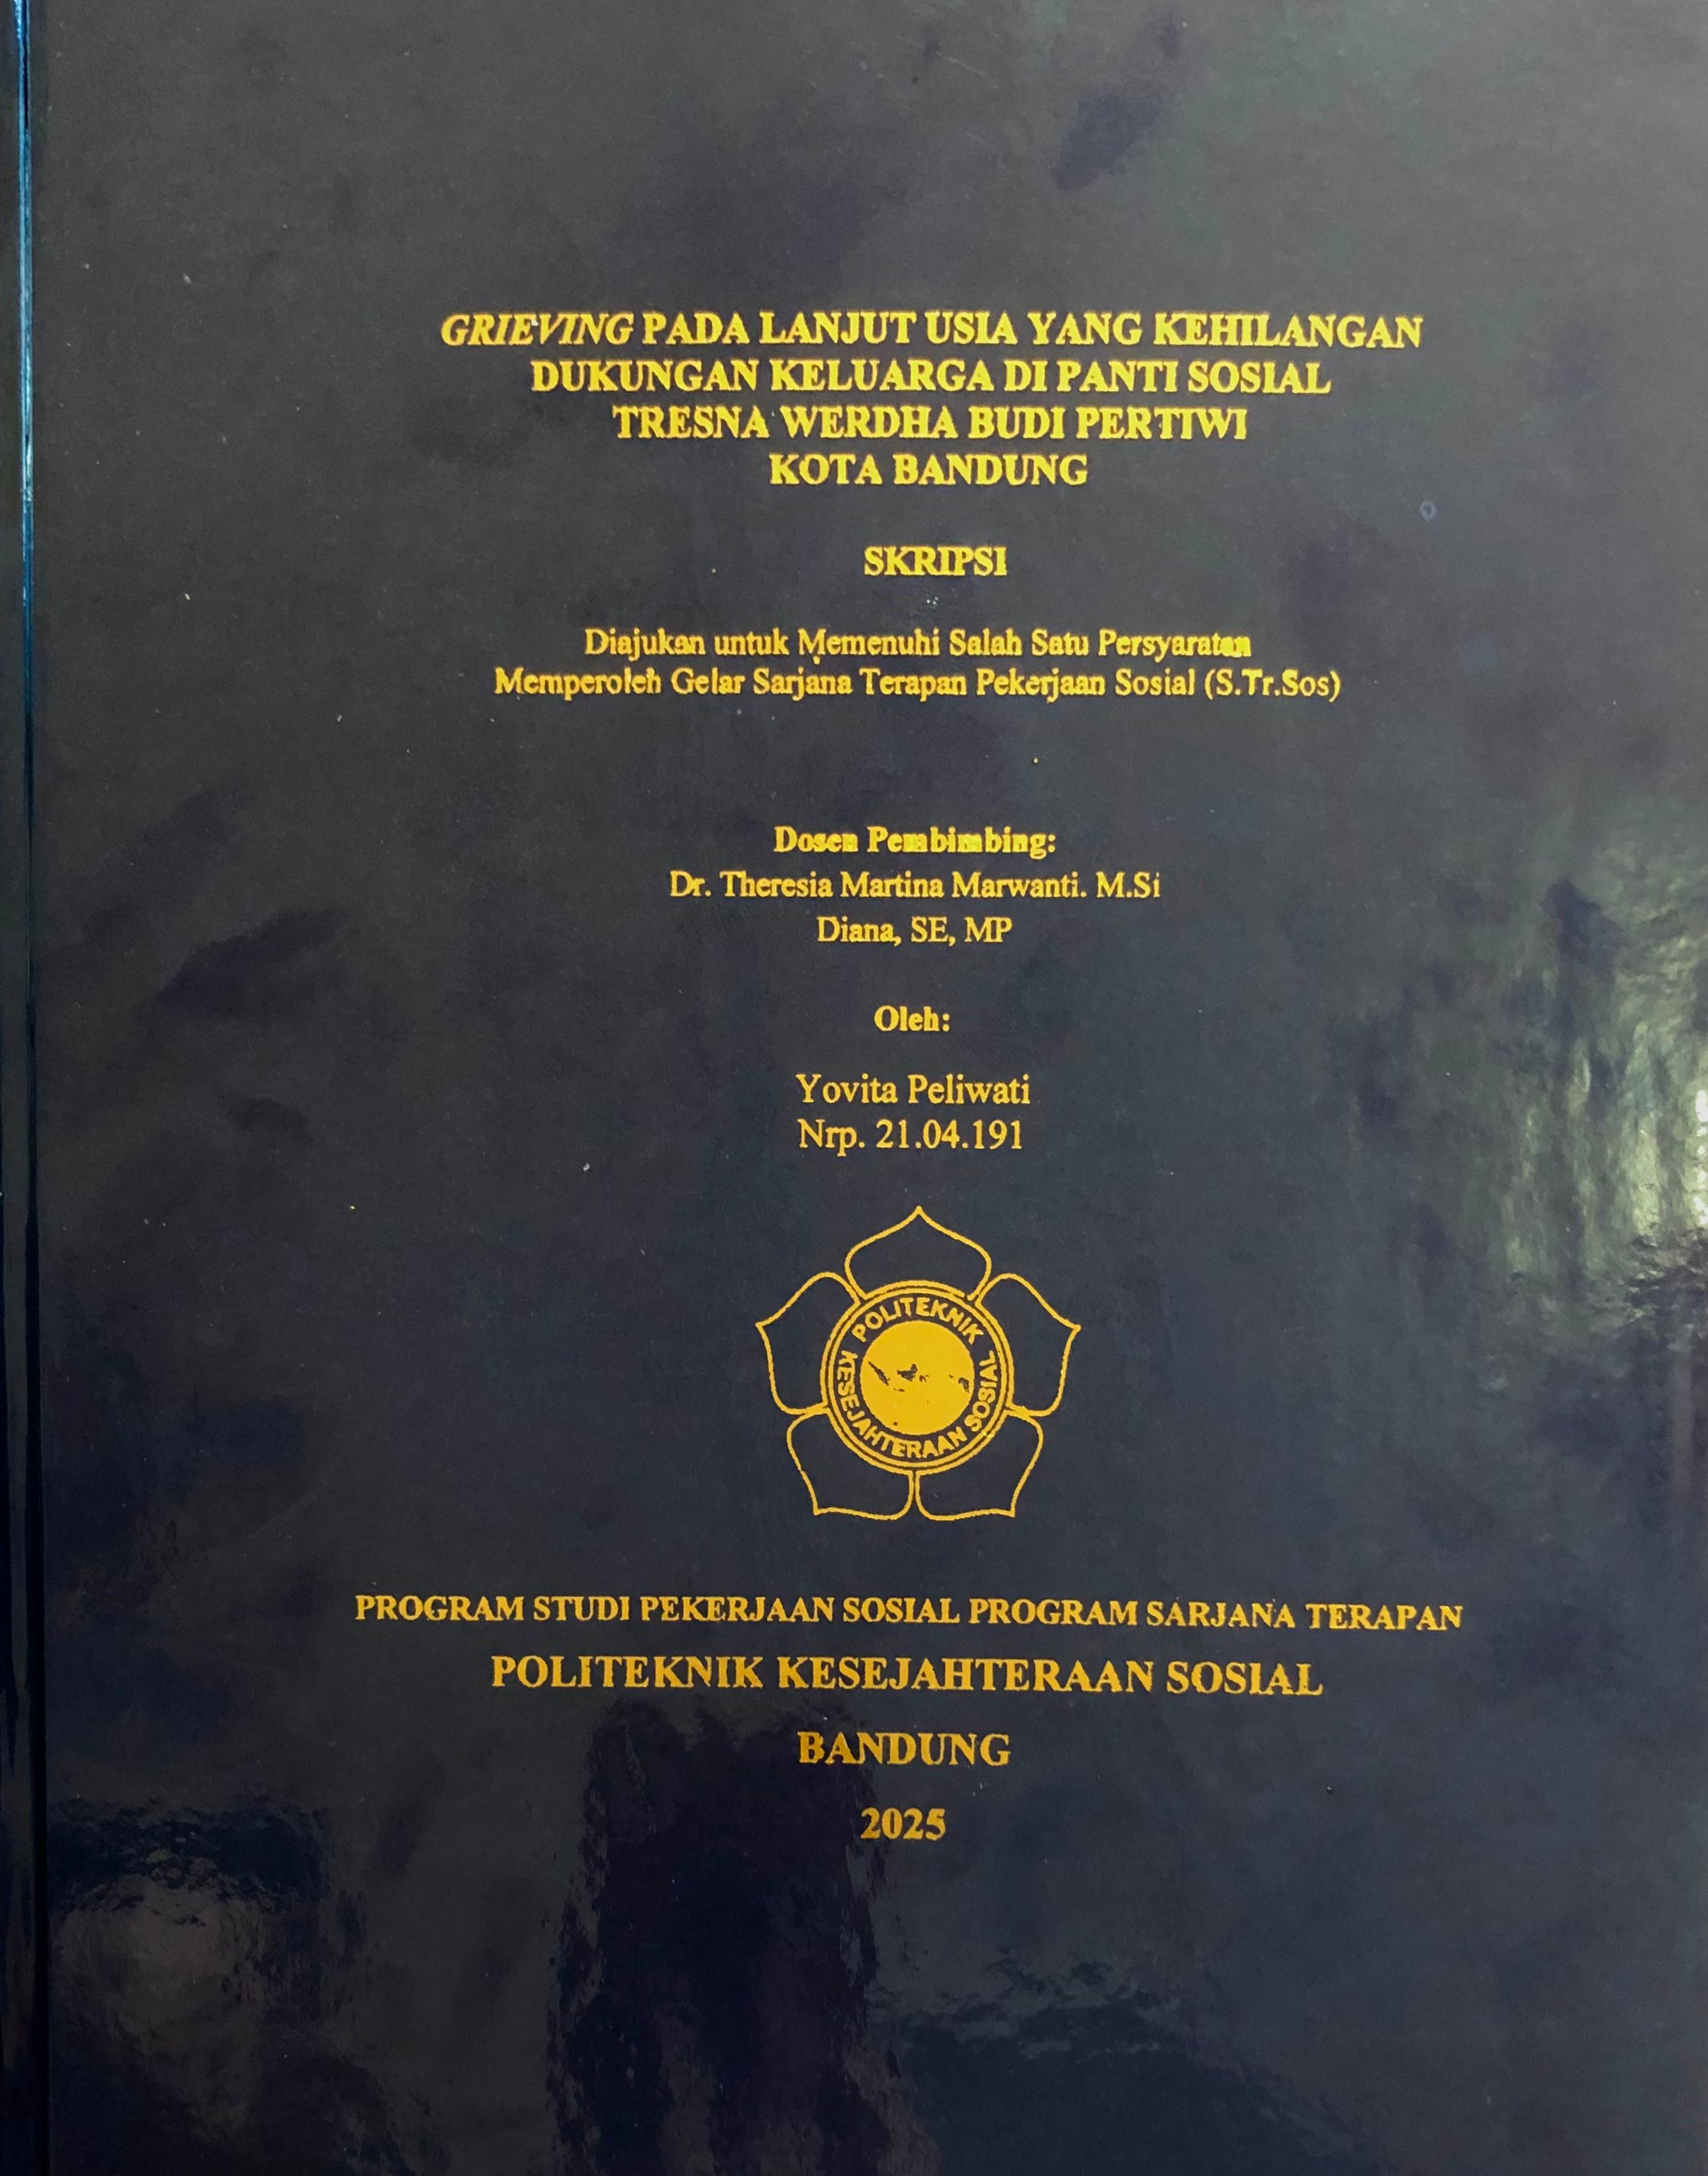 GRIEVING PADA LANJUT USIA YANG KEHILANGAN
DUKUNGAN KELUARGA DI PANTI SOSIAL
TRESNA WERDHA BUDI PERTIWI
KOTA BANDUNG
SKRIPSI
Diajukan untuk Memenuhi Salah Satu Persyaratan
Memperoleh Gelar Sarjana Terapan Pekerjaan Sosial (S.Tr.Sos)
Dosen Pembimbing:
Dr. Theresia Martina Marwanti. M.Si
Diana, SE, MP
Oleh:
Yovita Peliwati
Nrp. 21.04.191
POLITEKNIK
KESEJAHTERAAN SOSIAL
PROGRAM STUDI PEKERJAAN SOSIAL PROGRAM SARJANA TERAPAN
POLITEKNIK KESEJAHTERAAN SOSIAL
BANDUNG
2025